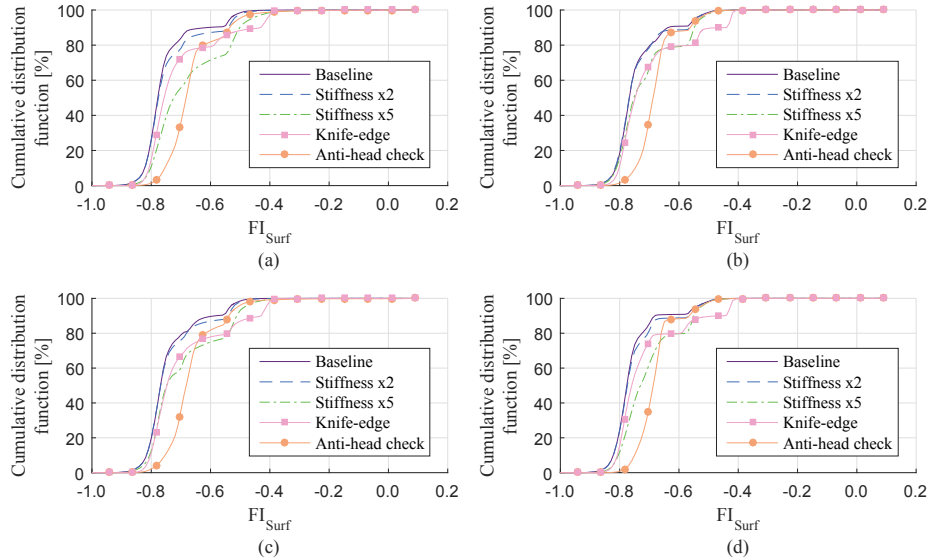 Cumulative distribution
function [%]
100
80
60
40
20
0
-1.0 -0.8 -0.6 -0.4 -0.2 0.0 0.2
FI_Surf
Baseline
Stiffness x2
Stiffness x5
Knife-edge
Anti-head check
(a)
Cumulative distribution
function [%]
100
80
60
40
20
0
-1.0 -0.8 -0.6 -0.4 -0.2 0.0 0.2
FI_Surf
Baseline
Stiffness x2
Stiffness x5
Knife-edge
Anti-head check
(b)
Cumulative distribution
function [%]
100
80
60
40
20
0
-1.0 -0.8 -0.6 -0.4 -0.2 0.0 0.2
FI_Surf
Baseline
Stiffness x2
Stiffness x5
Knife-edge
Anti-head check
(c)
Cumulative distribution
function [%]
100
80
60
40
20
0
-1.0 -0.8 -0.6 -0.4 -0.2 0.0 0.2
FI_Surf
Baseline
Stiffness x2
Stiffness x5
Knife-edge
Anti-head check
(d)